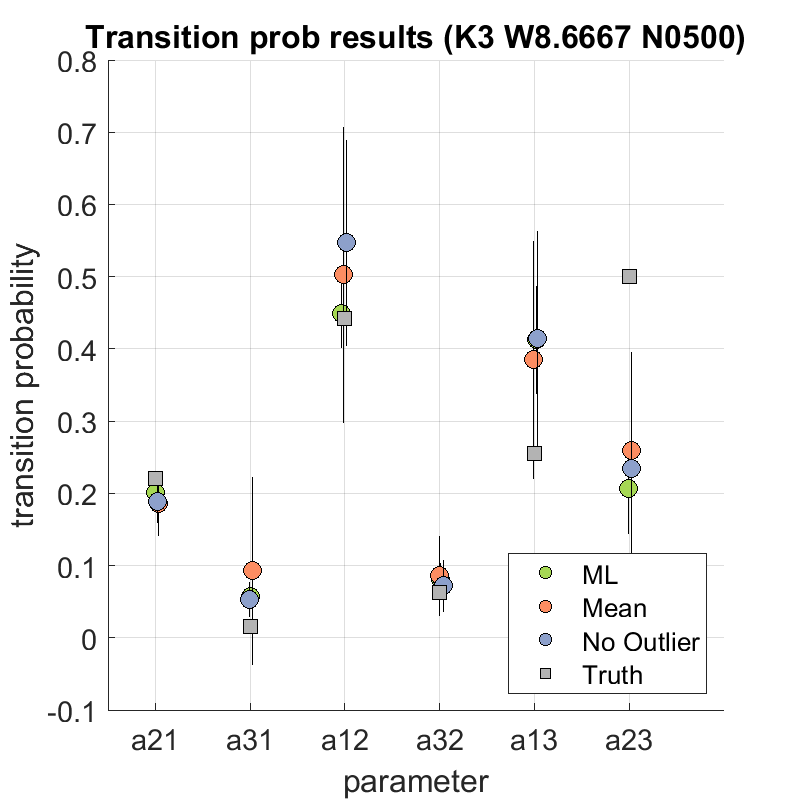 Transition prob results (K3 W8.6667 N0500)
0.8
0.7
0.6
0.5
0.4
0.3
0.2
0.1
0
-0.1
transition probability
a21 a31 a12 a32 a13 a23
parameter
ML
Mean
No Outlier
Truth